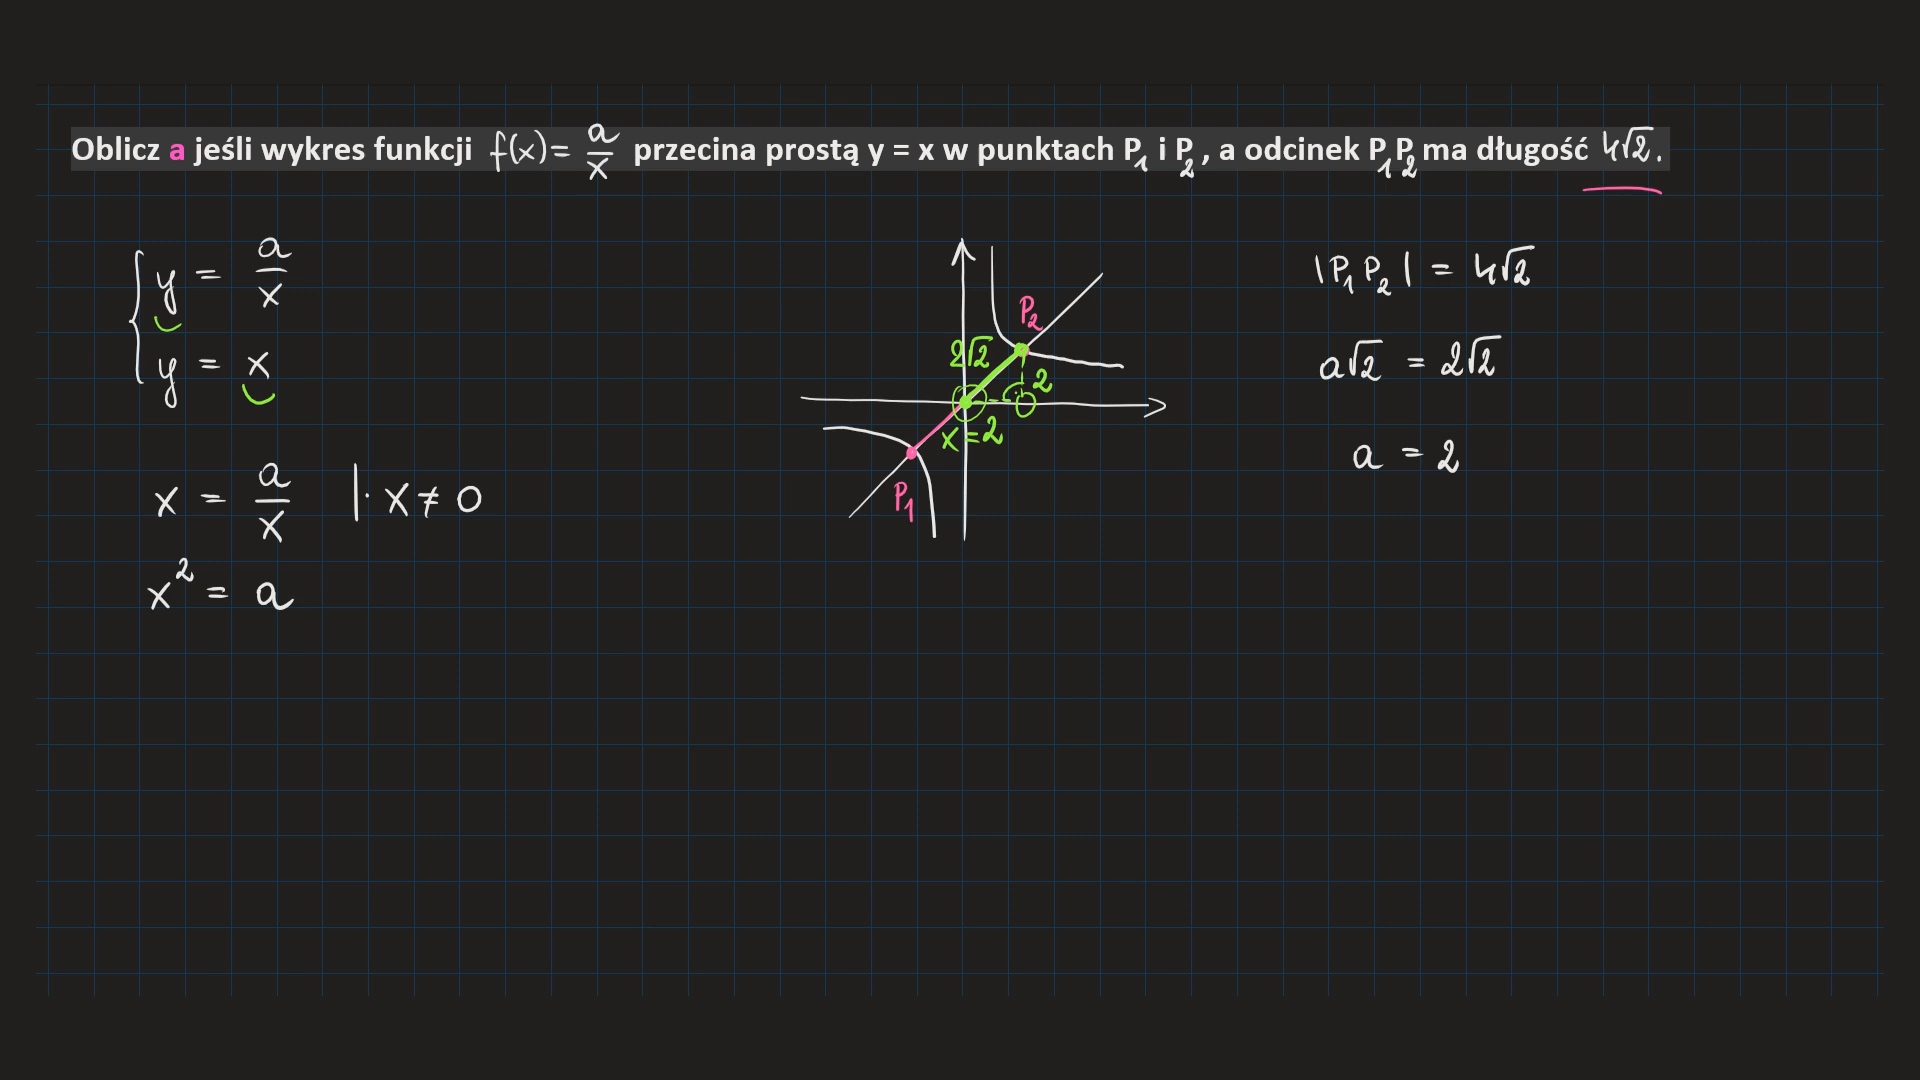 Oblicz a jeśli wykres funkcji f(x) = a/x przecina prostą y = x w punktach P₁ i P₂, a odcinek P₁P₂ ma długość 4√2.
y = a/x
y = x
x = a/x |· x ≠ 0
x² = a
P₂
2√2
2
x = 2
P₁
|P₁P₂| = 4√2
a√2 = 2√2
a = 2